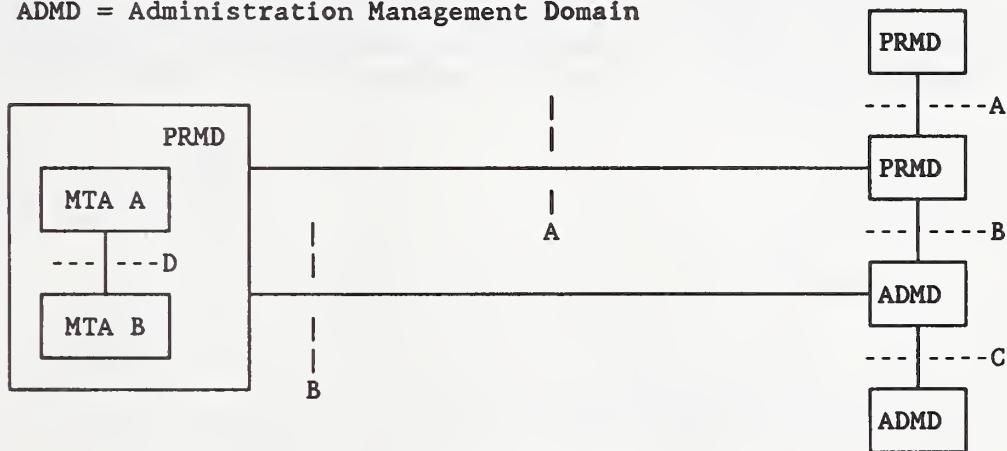 ADMD = Administration Management Domain
PRMD
A
PRMD
MTA A
PRMD
A
B
D
ADMD
MTA B
C
B
ADMD